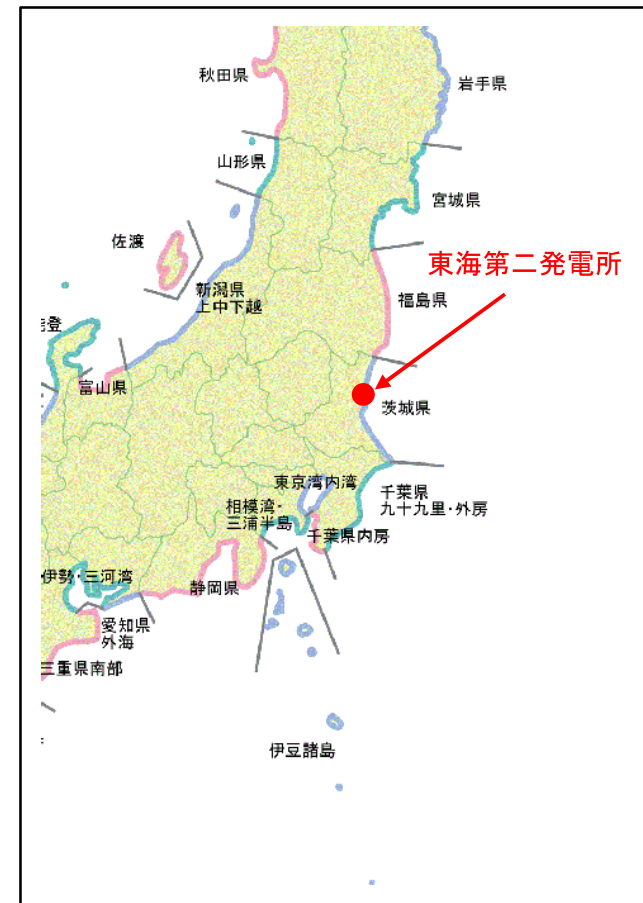 秋田県
岩手県
山形県
宮城県
佐渡
東海第二発電所
新潟県
上中下越
福島県
能登
富山県
茨城県
東京湾内湾
千葉県
九十九里・外房
相模湾・
三浦半島
千葉県内房
伊勢・三河湾
静岡県
愛知県
外海
三重県南部
伊豆諸島